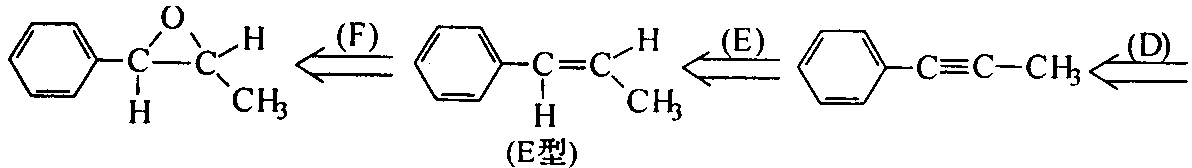 O
C C H H CH₃
(F)
C=C H H CH₃
(E型)
(E)
C≡C-CH₃
(D)